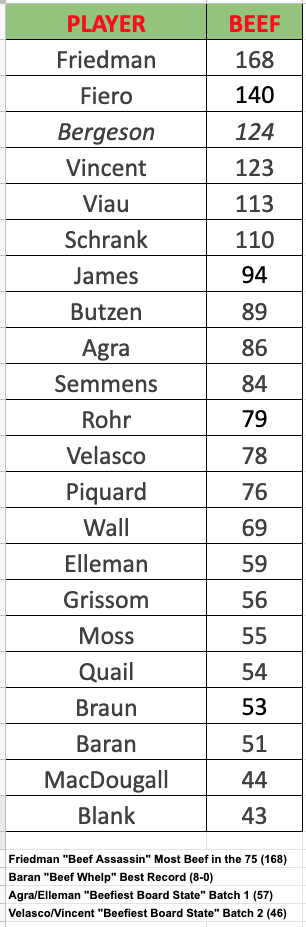 PLAYER BEEF
Friedman 168
Fiero 140
Bergeson 124
Vincent 123
Viau 113
Schrank 110
James 94
Butzen 89
Agra 86
Semmens 84
Rohr 79
Velasco 78
Piquard 76
Wall 69
Elleman 59
Grissom 56
Moss 55
Quail 54
Braun 53
Baran 51
MacDougall 44
Blank 43
Friedman "Beef Assassin" Most Beef in the 75 (168)
Baran "Beef Whelp" Best Record (8-0)
Agra/Elleman "Beefiest Board State" Batch 1 (57)
Velasco/Vincent "Beefiest Board State" Batch 2 (46)